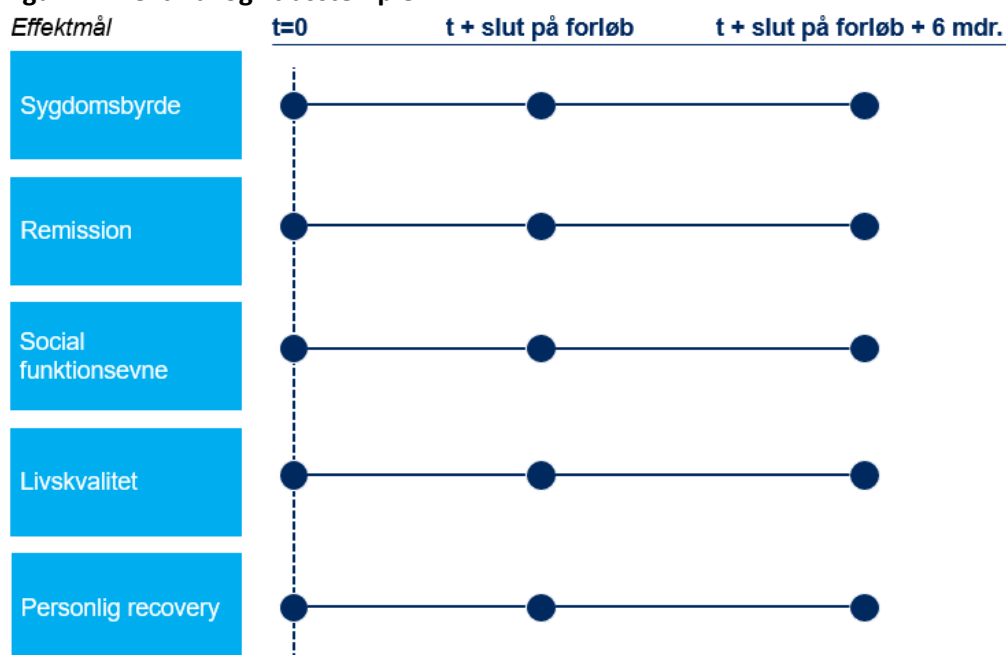 Effektmål t=0 t + slut på forløb t + slut på forløb + 6 mdr.
Sygdomsbyrde
Remission
Social
funktionsevne
Livskvalitet
Personlig recovery